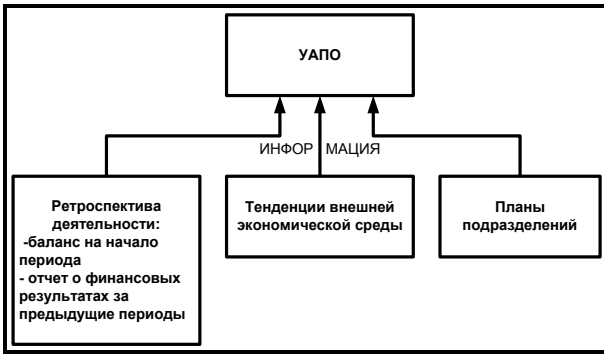 УАПО
ИНФОР МАЦИЯ
Ретроспектива
деятельности:
-баланс на начало
периода
- отчет о финансовых
результатах за
предыдущие периоды
Тенденции внешней
экономической среды
Планы
подразделений